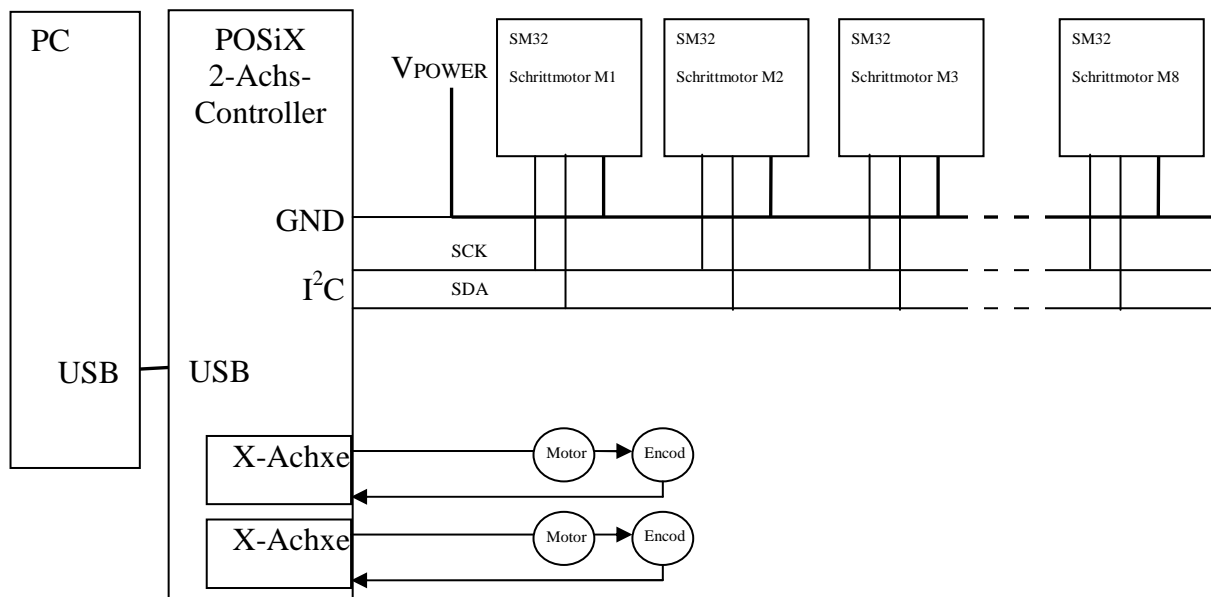 PC
POSiX
2-Achs-
Controller
VPOWER
SM32
Schrittmotor M1
SM32
Schrittmotor M2
SM32
Schrittmotor M3
SM32
Schrittmotor M8
GND
SCK
I²C
SDA
USB
USB
X-Achxe
Motor
Encod
X-Achxe
Motor
Encod